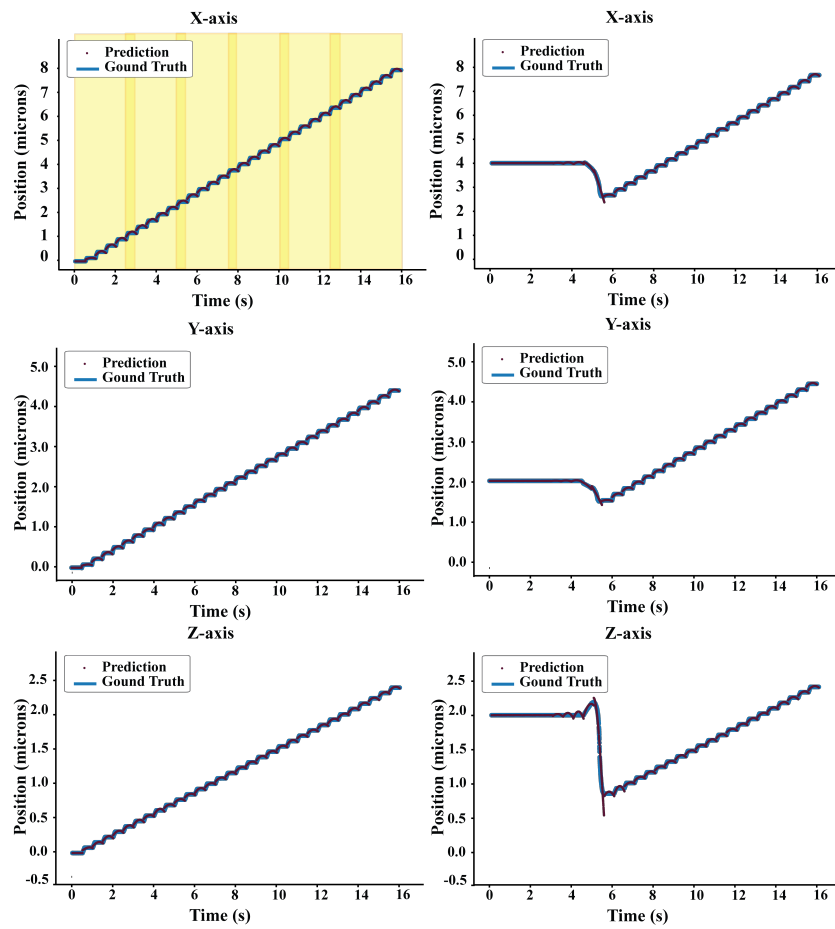 X-axis
Prediction
Gound Truth
Position (microns)
8
7
6
5
4
3
2
1
0
0 2 4 6 8 10 12 14 16
Time (s)
X-axis
Prediction
Gound Truth
Position (microns)
8
7
6
5
4
3
2
1
0
0 2 4 6 8 10 12 14 16
Time (s)
Y-axis
Prediction
Gound Truth
Position (microns)
5.0
4.0
3.0
2.0
1.0
0.0
0 2 4 6 8 10 12 14 16
Time (s)
Y-axis
Prediction
Gound Truth
Position (microns)
5.0
4.0
3.0
2.0
1.0
0.0
0 2 4 6 8 10 12 14 16
Time (s)
Z-axis
Prediction
Gound Truth
Position (microns)
2.5
2.0
1.5
1.0
0.5
0.0
-0.5
0 2 4 6 8 10 12 14 16
Time (s)
Z-axis
Prediction
Gound Truth
Position (microns)
2.5
2.0
1.5
1.0
0.5
0.0
-0.5
0 2 4 6 8 10 12 14 16
Time (s)